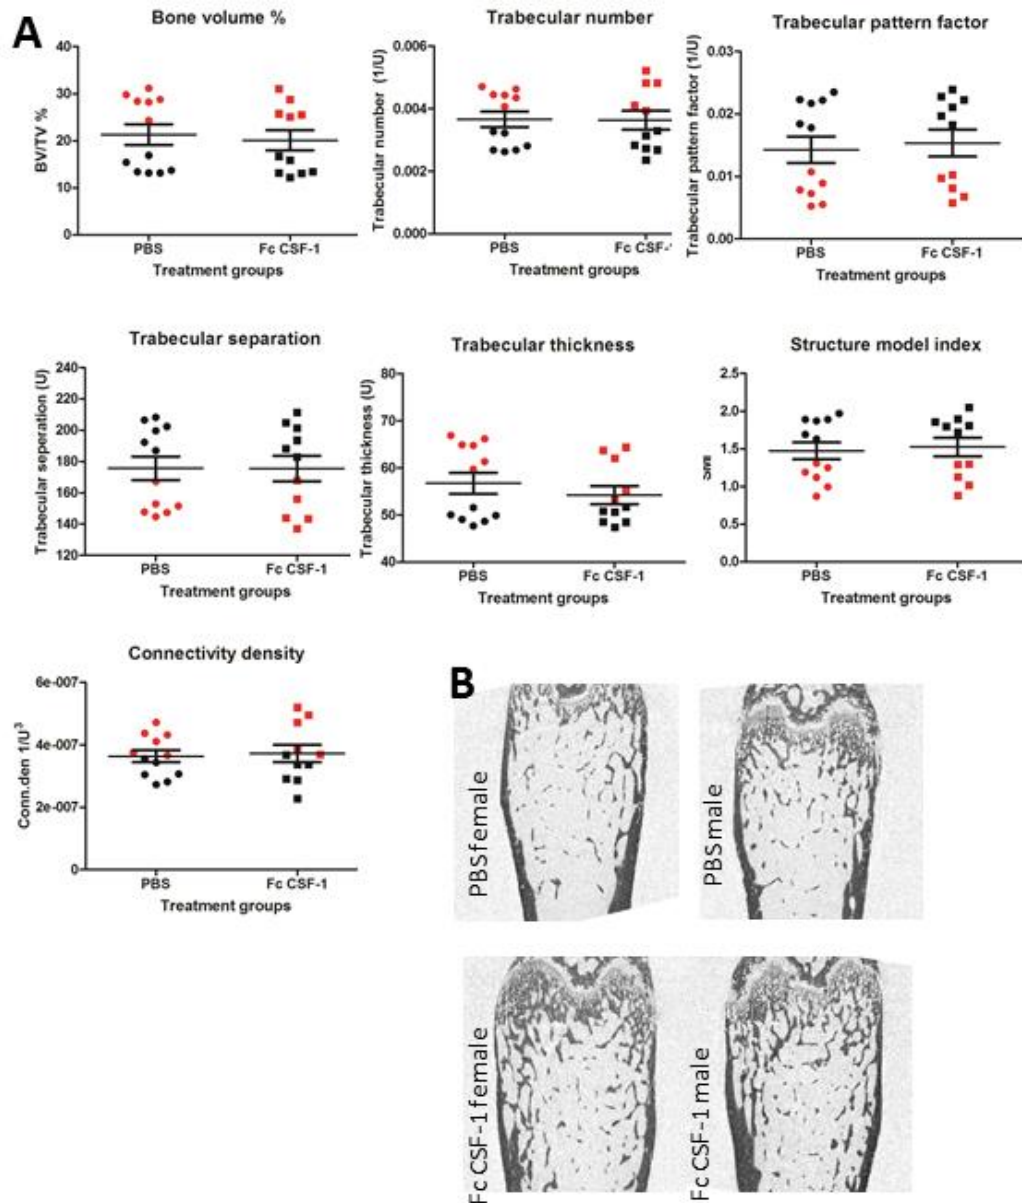 A
Bone volume %
BV/TV %
40
30
20
10
0
PBS
Fc CSF-1
Treatment groups
Trabecular number
Trabecular number (1/U)
0.006
0.004
0.002
0.000
PBS
Fc CSF-
Treatment groups
Trabecular pattern factor
Trabecular pattern factor (1/U)
0.03
0.02
0.01
0.00
PBS
Fc CSF-1
Treatment groups
Trabecular separation
Trabecular seperation (U)
240
220
200
180
160
140
120
PBS
Fc CSF-1
Treatment groups
Trabecular thickness
Trabecular thickness (U)
80
70
60
50
40
PBS
Fc CSF-1
Treatment groups
Structure model index
SMI
2.5
2.0
1.5
1.0
0.5
0.0
PBS
Fc CSF-1
Treatment groups
Connectivity density
Conn.den 1/U³
6e-007
4e-007
2e-007
0
PBS
Fc CSF-1
Treatment groups
B
PBS female
PBS male
Fc CSF-1 female
Fc CSF-1 male